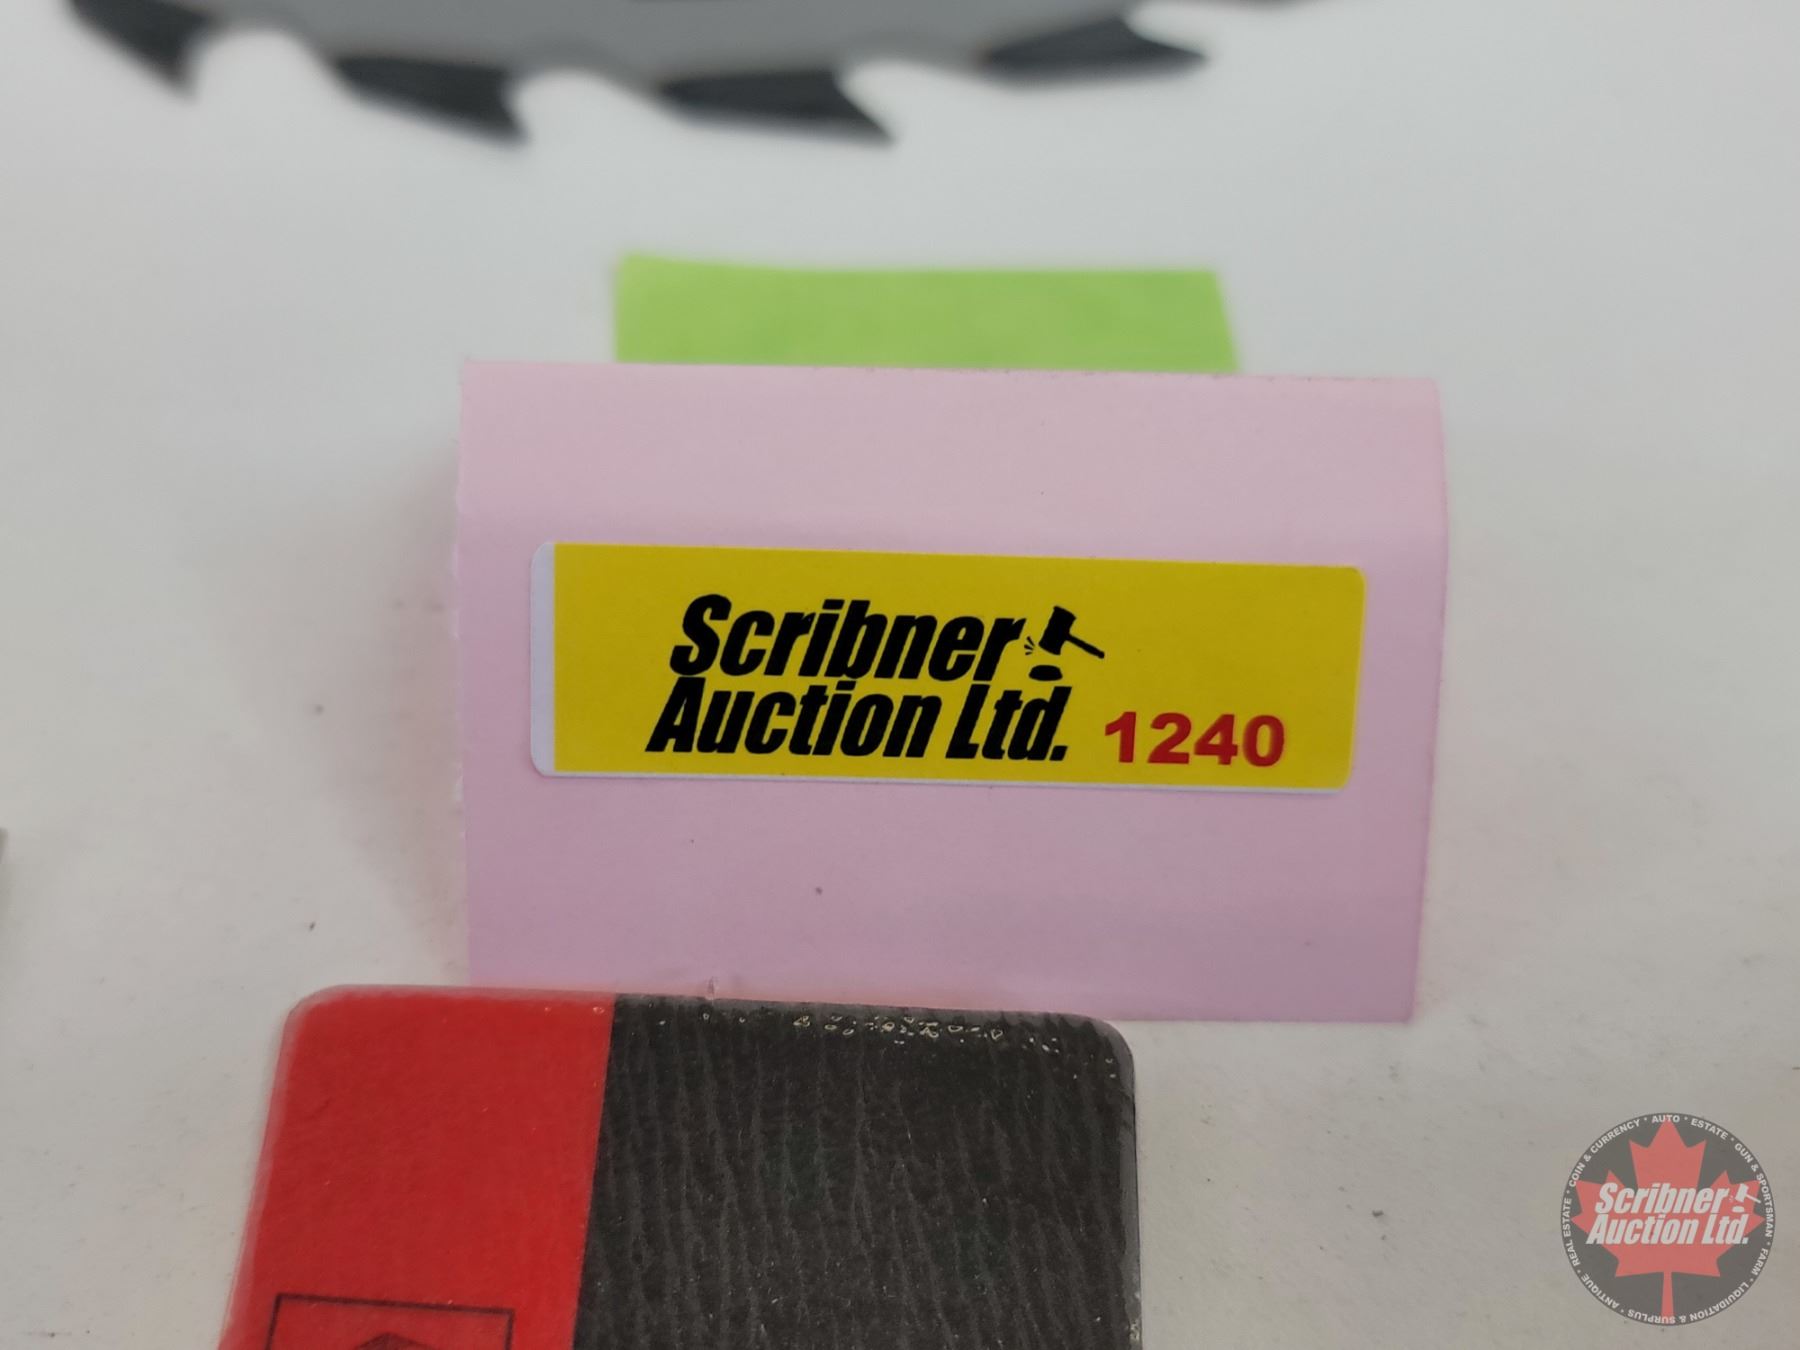 Scribner
Auction Ltd. 1240
COIN & CURRENCY · AUTO · ESTATE · GUN & SPORTSMAN · FARM · LIQUIDATION & SURPLUS · ANTIQUE · REAL ESTATE ·
Scribner
Auction Ltd.